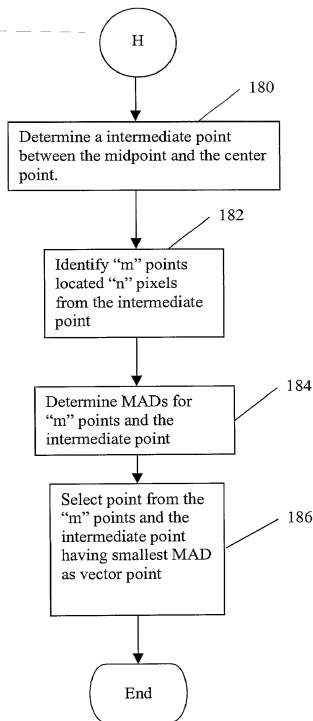 H
180
Determine a intermediate point
between the midpoint and the center
point.
182
Identify “m” points
located “n” pixels
from the intermediate
point
184
Determine MADs for
“m” points and the
intermediate point
Select point from the
“m” points and the
intermediate point
having smallest MAD
as vector point
186
End